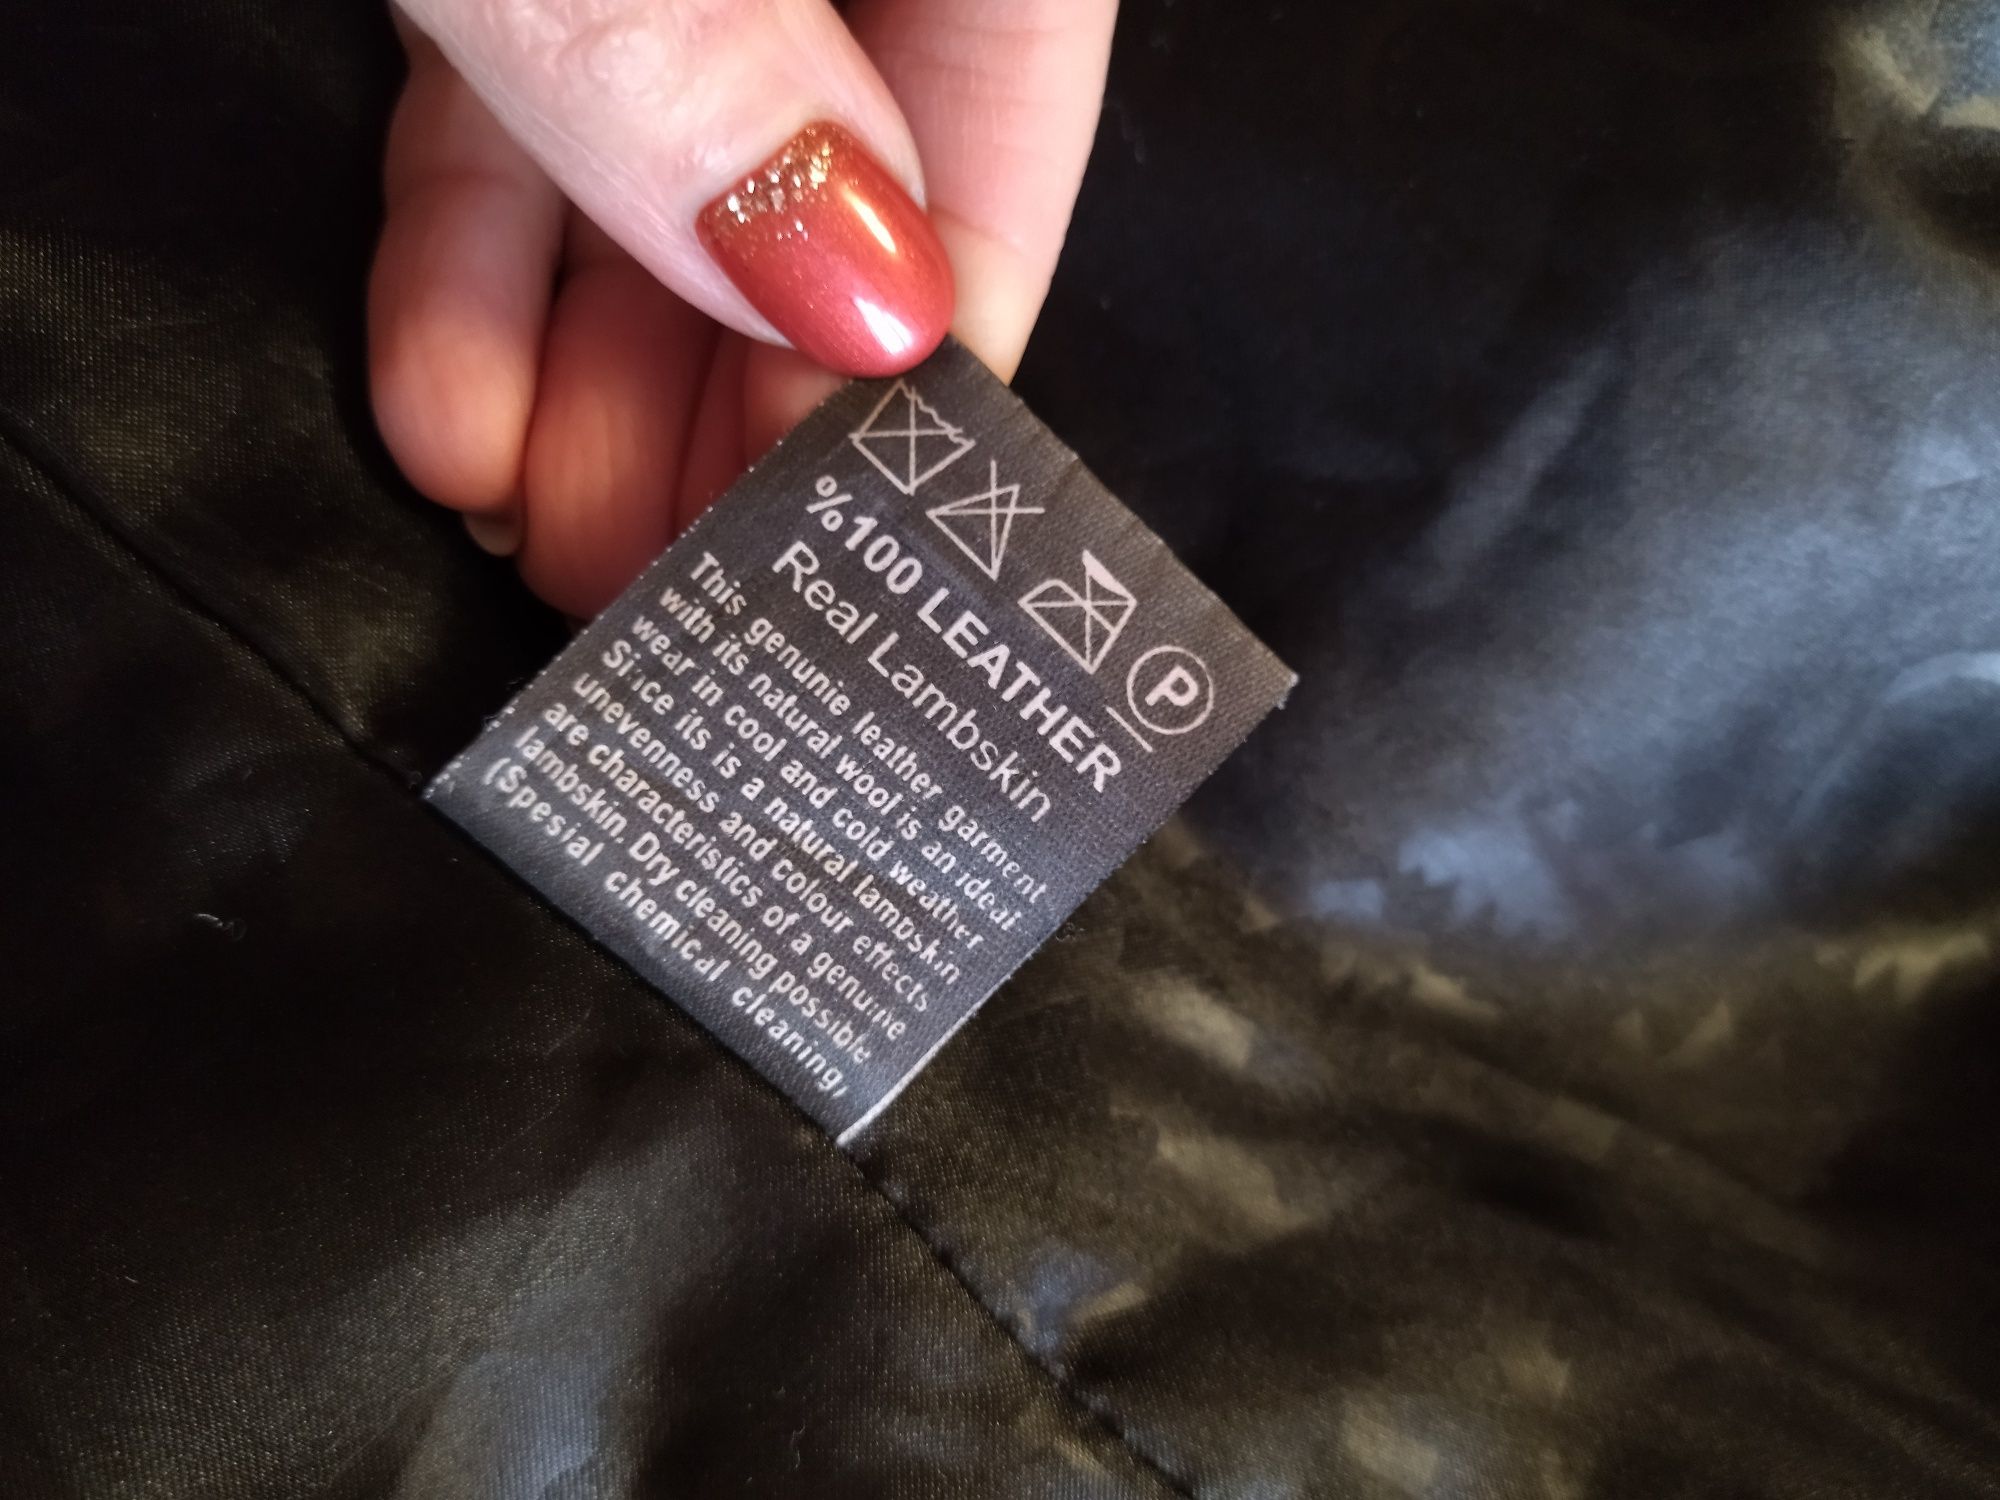 P
%100 LEATHER
Real Lambskin
This genunie leather garment
with its natural wool is an ideal
wear in cool and cold weather
Since its is a natural lambskin
unevenness and colour effects
are characteristics of a genuine
lambskin. Dry cleaning possible
(Spesial chemical cleaning,